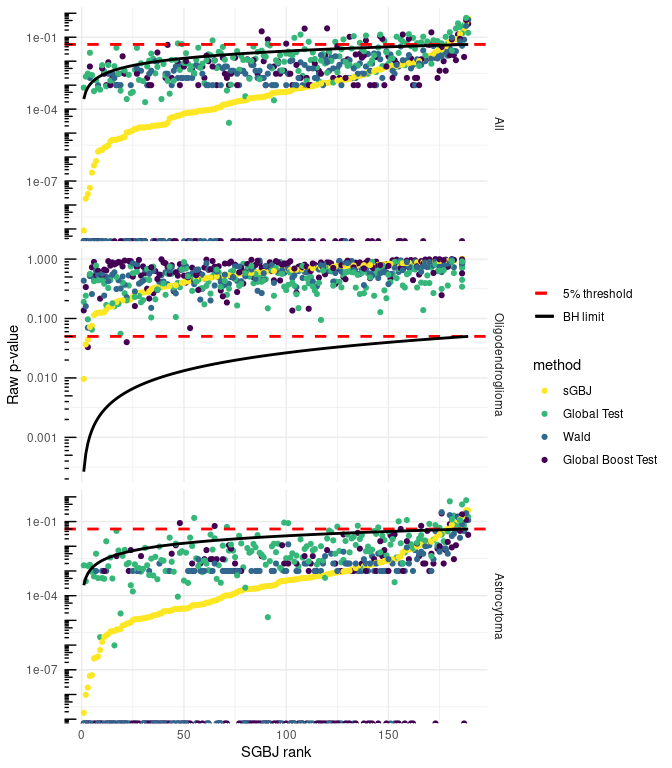 Raw p-value
1e-01
1e-04
1e-07
All
1.000
0.100
0.010
0.001
Oligodendroglioma
1e-01
1e-04
1e-07
Astrocytoma
0
50
100
150
SGBJ rank
5% threshold
BH limit
method
sGBJ
Global Test
Wald
Global Boost Test